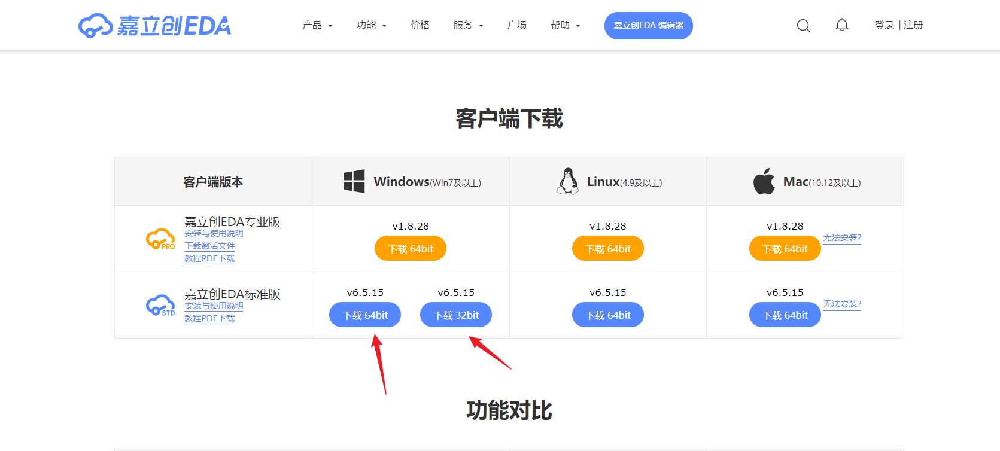 嘉立创EDA 产品 功能 价格 服务 广场 帮助 嘉立创EDA 编辑器 登录 | 注册
客户端下载
客户端版本 Windows(Win7及以上) Linux(4.9及以上) Mac(10.12及以上)
PRO
嘉立创EDA专业版
安装与使用说明
下载激活文件
教程PDF下载
v1.8.28
下载 64bit
v1.8.28
下载 64bit
v1.8.28
下载 64bit
无法安装?
STD
嘉立创EDA标准版
安装与使用说明
教程PDF下载
v6.5.15
下载 64bit
v6.5.15
下载 32bit
v6.5.15
下载 64bit
v6.5.15
下载 64bit
无法安装?
功能对比